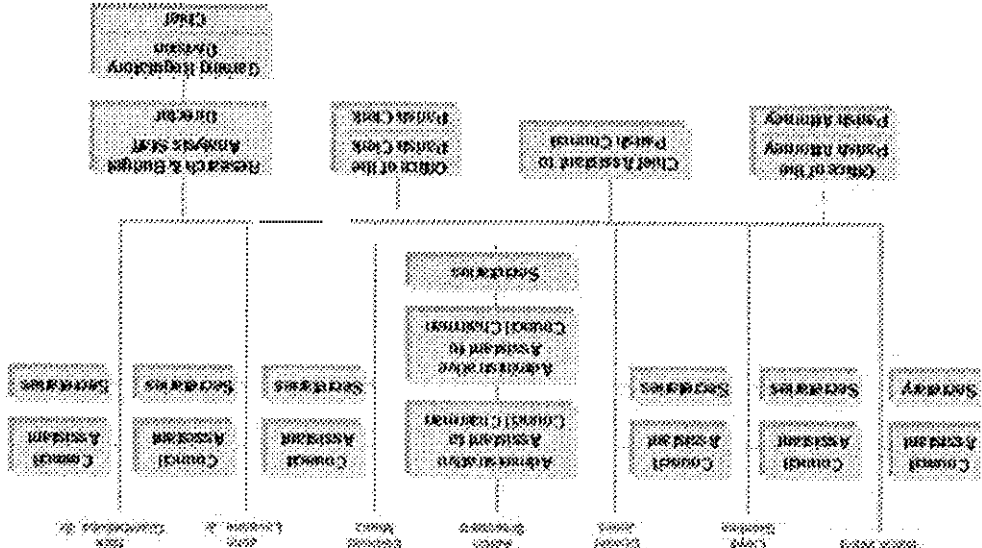 Council
Assistant
Council
Assistant
Council
Assistant
Administrative
Assistant to
Council Chairman
Council
Assistant
Council
Assistant
Council
Assistant
Secretaries
Secretaries
Secretaries
Administrative
Assistant to
Council Chairman
Secretaries
Secretaries
Secretary
Secretaries
Research & Budget
Analysis Staff
Director
Office of the
Parish Clerk
Parish Clerk
Chief Assistant to
Parish Council
Office of the
Parish Attorney
Parish Attorney
Gaming Regulatory
Division
Chief